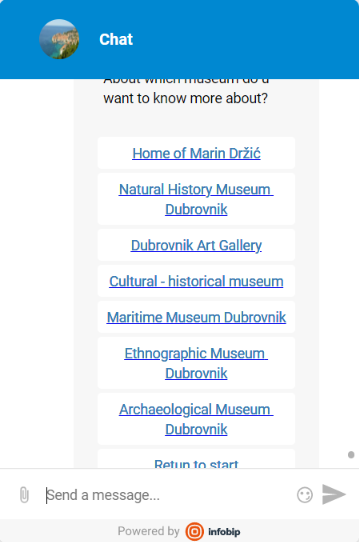 Chat
About which museum do u
want to know more about?
Home of Marin Držić
Natural History Museum
Dubrovnik
Dubrovnik Art Gallery
Cultural - historical museum
Maritime Museum Dubrovnik
Ethnographic Museum
Dubrovnik
Archaeological Museum
Dubrovnik
Retun to start
Send a message...
Powered by infobip